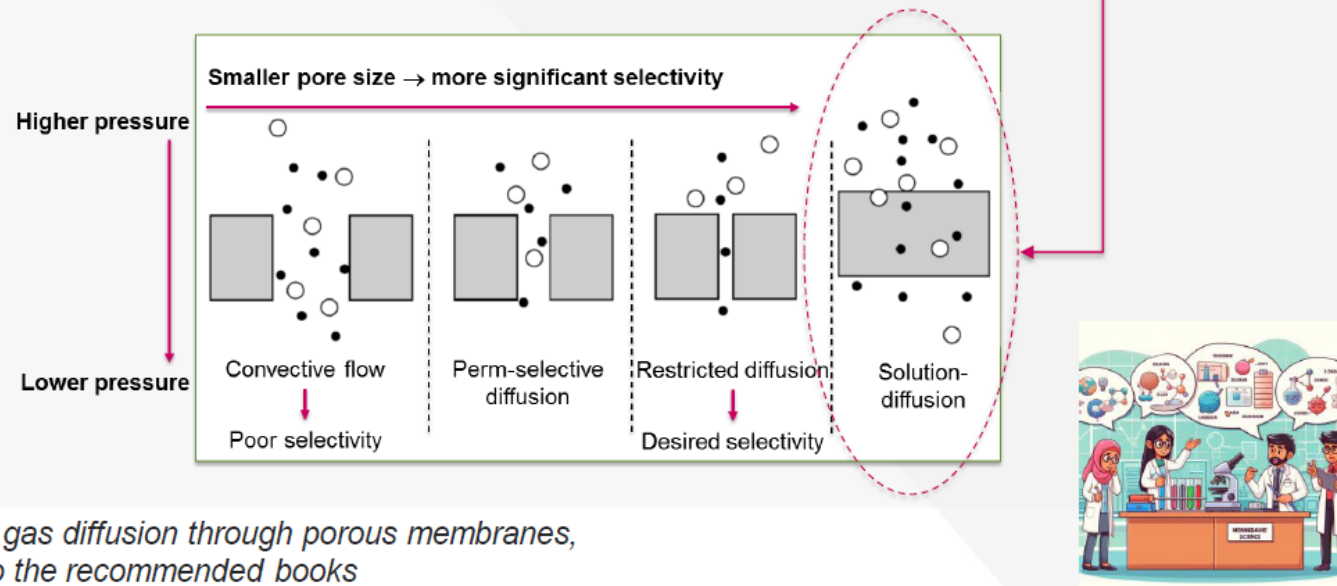 Smaller pore size → more significant selectivity
Higher pressure
Lower pressure
Convective flow
Poor selectivity
Perm-selective
diffusion
Restricted diffusion
Desired selectivity
Solution-
diffusion
gas diffusion through porous membranes,
the recommended books
SCIENCE